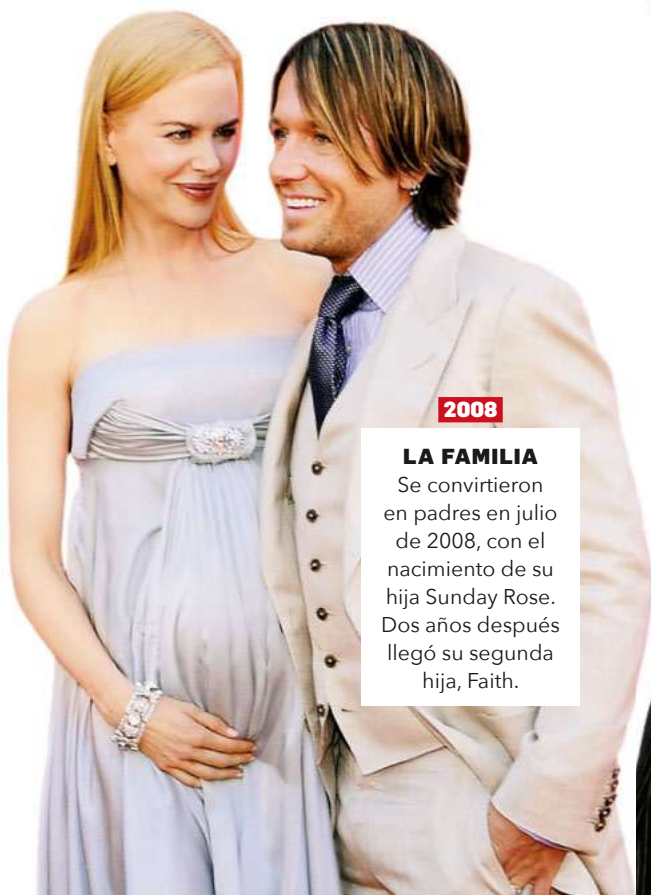 2008
LA FAMILIA
Se convirtieron
en padres en julio
de 2008, con el
nacimiento de su
hija Sunday Rose.
Dos años después
llegó su segunda
hija, Faith.